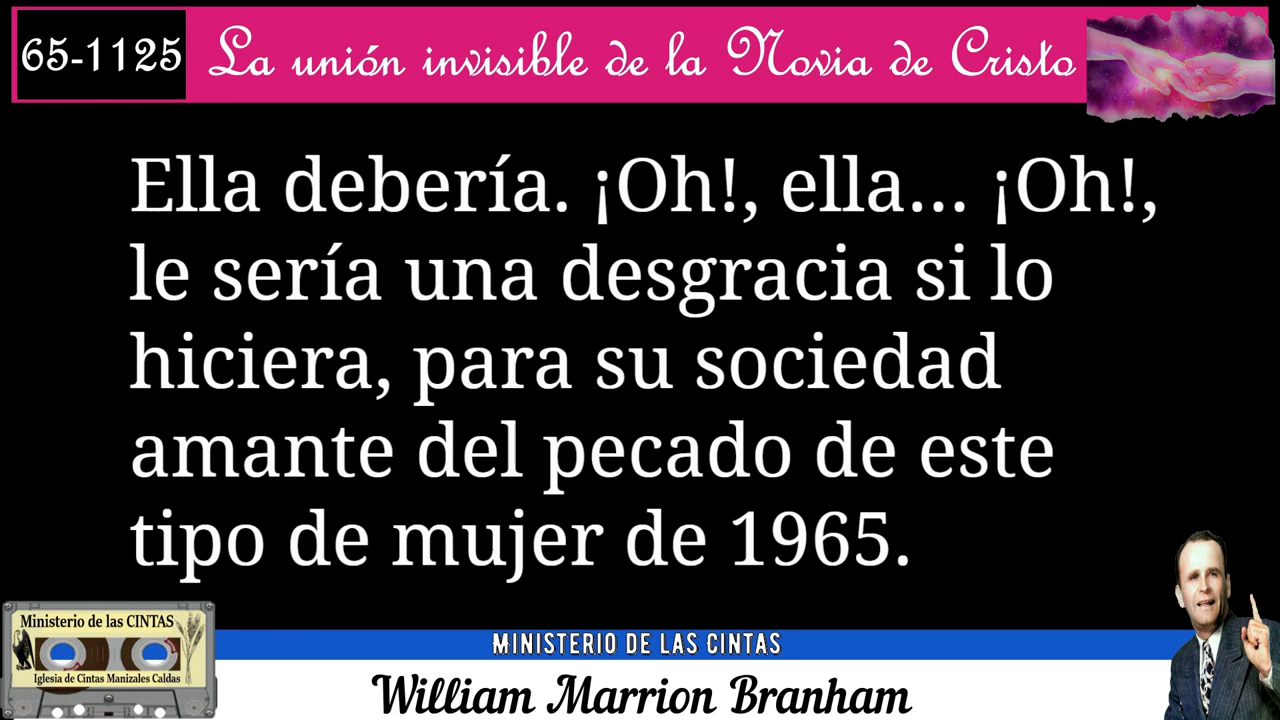 65-1125 La unión invisible de la Novia de Cristo
Ella debería. ¡Oh!, ella... ¡Oh!,
le sería una desgracia si lo
hiciera, para su sociedad
amante del pecado de este
tipo de mujer de 1965.
Ministerio de las CINTAS
Iglesia de Cintas Manizales Caldas
MINISTERIO DE LAS CINTAS
William Marrion Branham